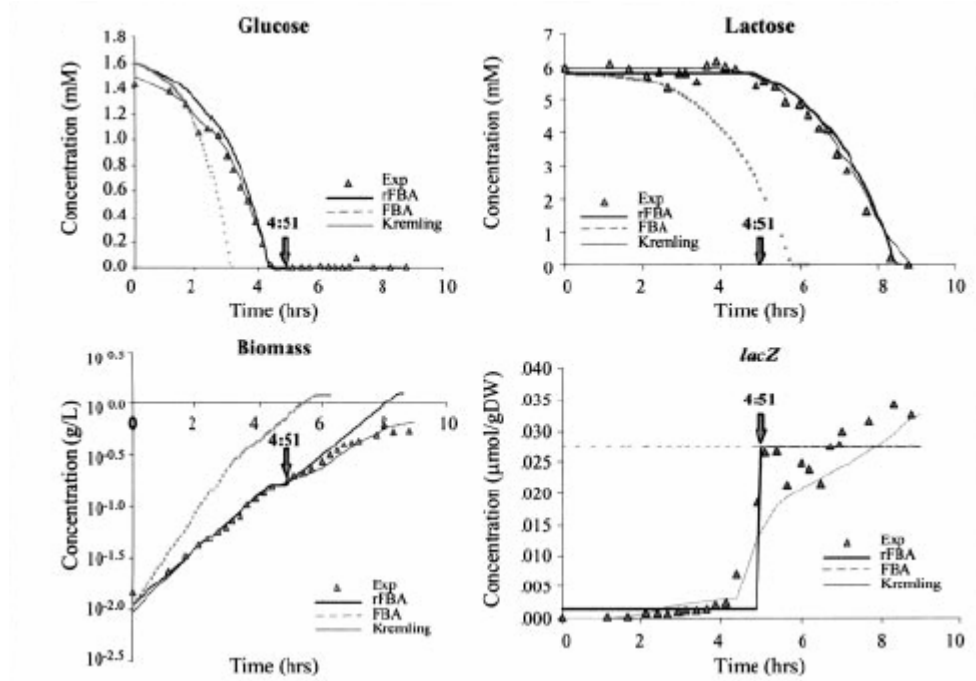 Glucose
Concentration (mM)
1.8
1.6
1.4
1.2
1.0
0.8
0.6
0.4
0.2
0.0
0 2 4 6 8 10
Time (hrs)
4:51
Exp
rFBA
FBA
Kremling
Lactose
Concentration (mM)
7
6
5
4
3
2
1
0
0 2 4 6 8 10
Time (hrs)
4:51
Exp
rFBA
FBA
Kremling
Biomass
Concentration (g/L)
10^0.5
10^0.0
10^-0.5
10^-1.0
10^-1.5
10^-2.0
10^-2.5
0 2 4 6 8 10
Time (hrs)
4:51
Exp
rFBA
FBA
Kremling
lacZ
Concentration (μmol/gDW)
.040
.035
.030
.025
.020
.015
.010
.005
.000
0 2 4 6 8 10
Time (hrs)
4:51
Exp
rFBA
FBA
Kremling